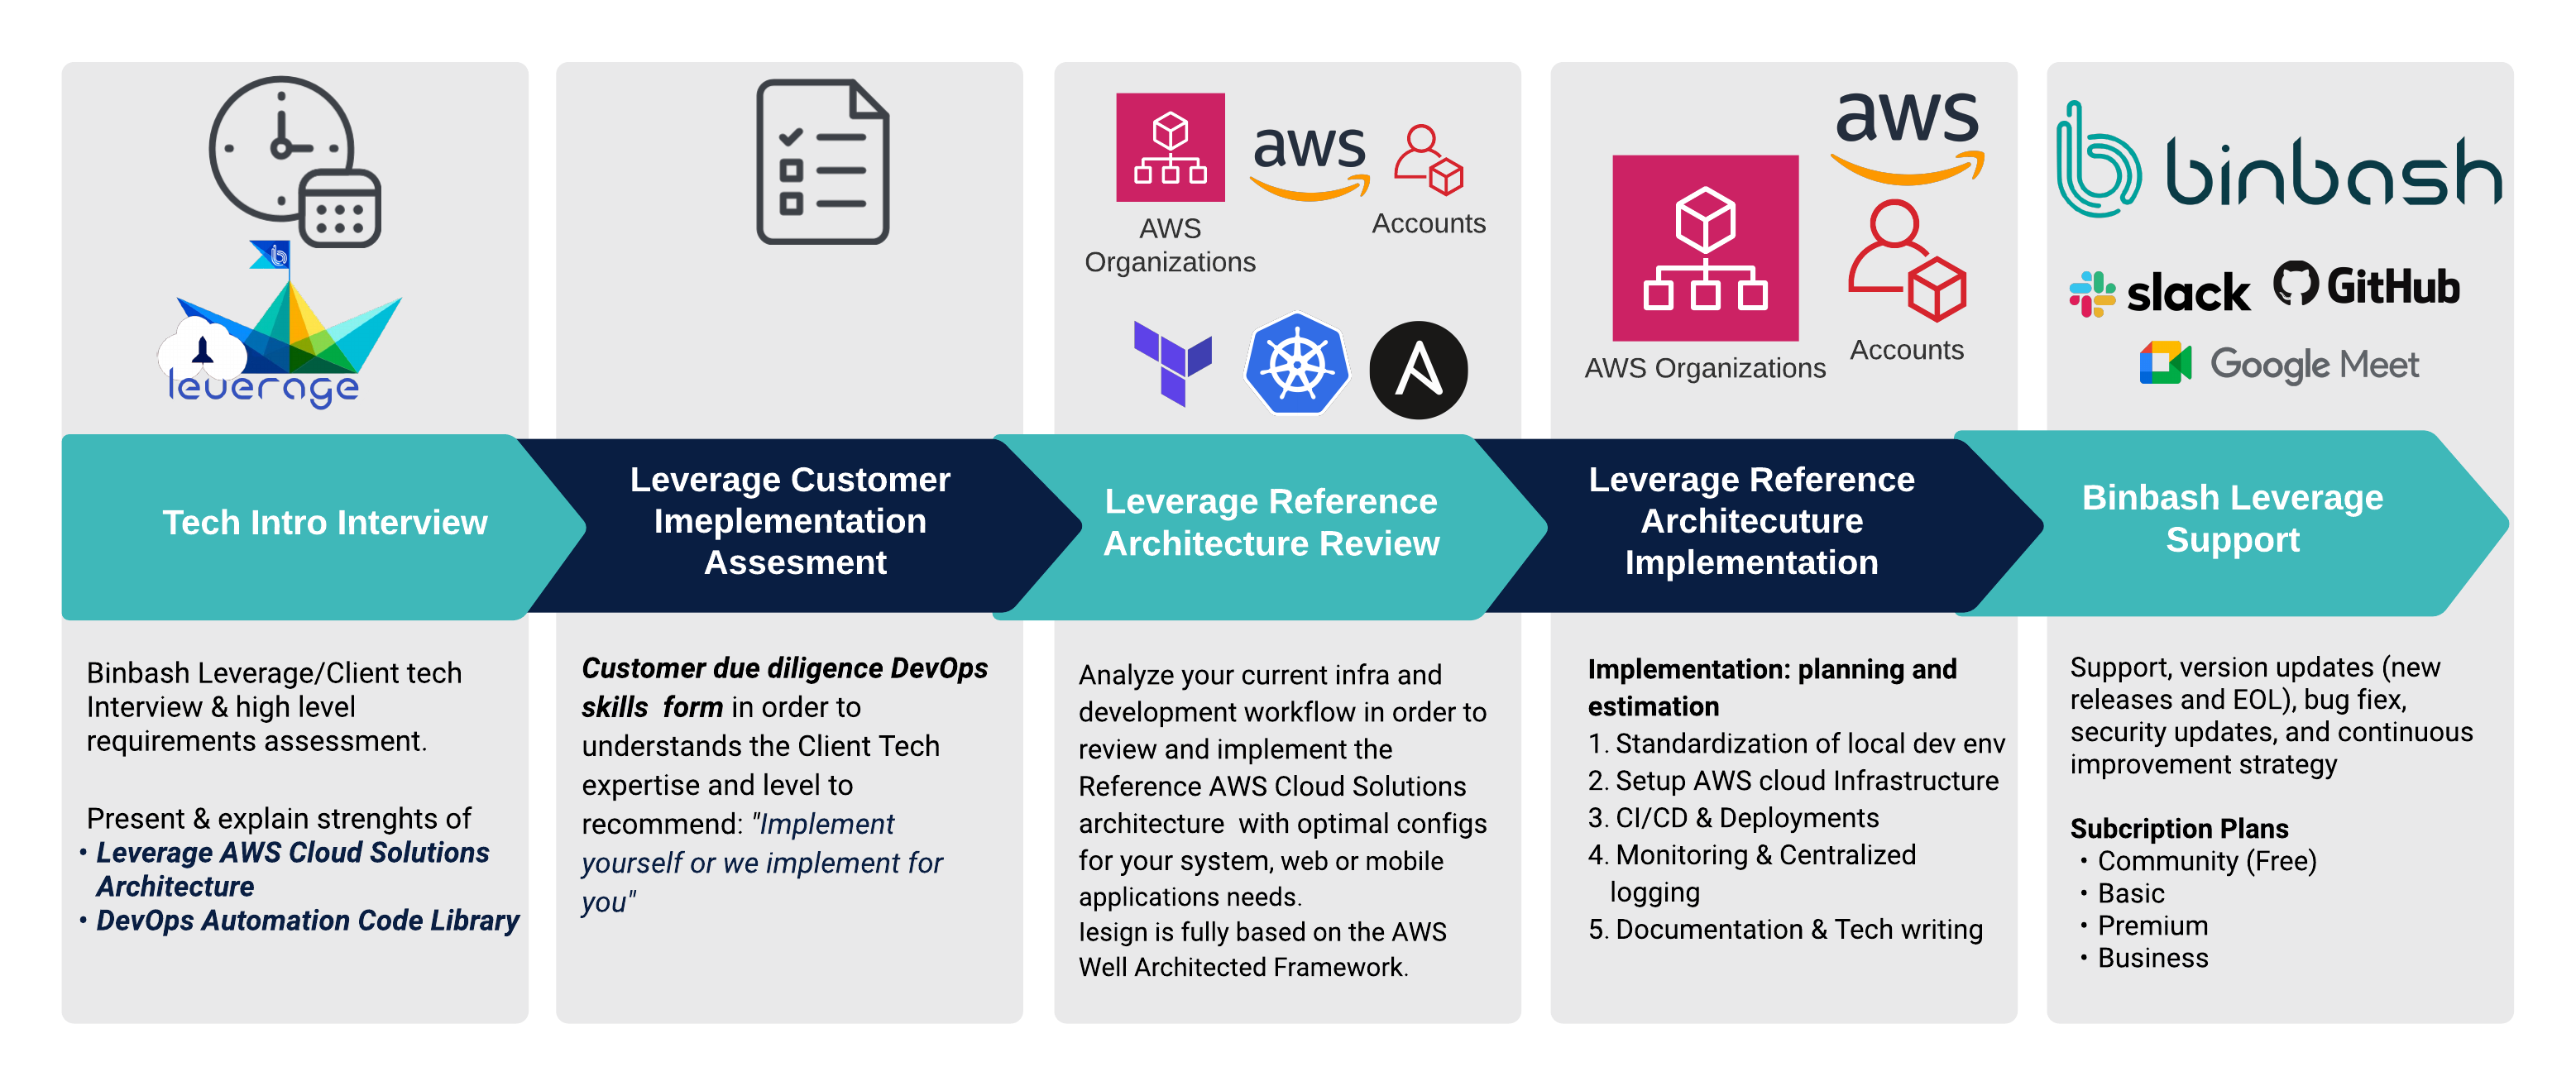 leverage
Tech Intro Interview
Binbash Leverage/Client tech
Interview & high level
requirements assessment.
Present & explain strenghts of
• Leverage AWS Cloud Solutions
Architecture
• DevOps Automation Code Library
Leverage Customer
Imeplementation
Assesment
Customer due diligence DevOps
skills form in order to
understands the Client Tech
expertise and level to
recommend: "Implement
yourself or we implement for
you"
aws
AWS
Organizations
Accounts
Leverage Reference
Architecture Review
Analyze your current infra and
development workflow in order to
review and implement the
Reference AWS Cloud Solutions
architecture with optimal configs
for your system, web or mobile
applications needs.
Iesign is fully based on the AWS
Well Architected Framework.
aws
AWS Organizations
Accounts
Leverage Reference
Architecuture
Implementation
Implementation: planning and
estimation
1. Standardization of local dev env
2. Setup AWS cloud Infrastructure
3. CI/CD & Deployments
4. Monitoring & Centralized
logging
5. Documentation & Tech writing
binbash
slack
GitHub
Google Meet
Binbash Leverage
Support
Support, version updates (new
releases and EOL), bug fiex,
security updates, and continuous
improvement strategy
Subcription Plans
• Community (Free)
• Basic
• Premium
• Business